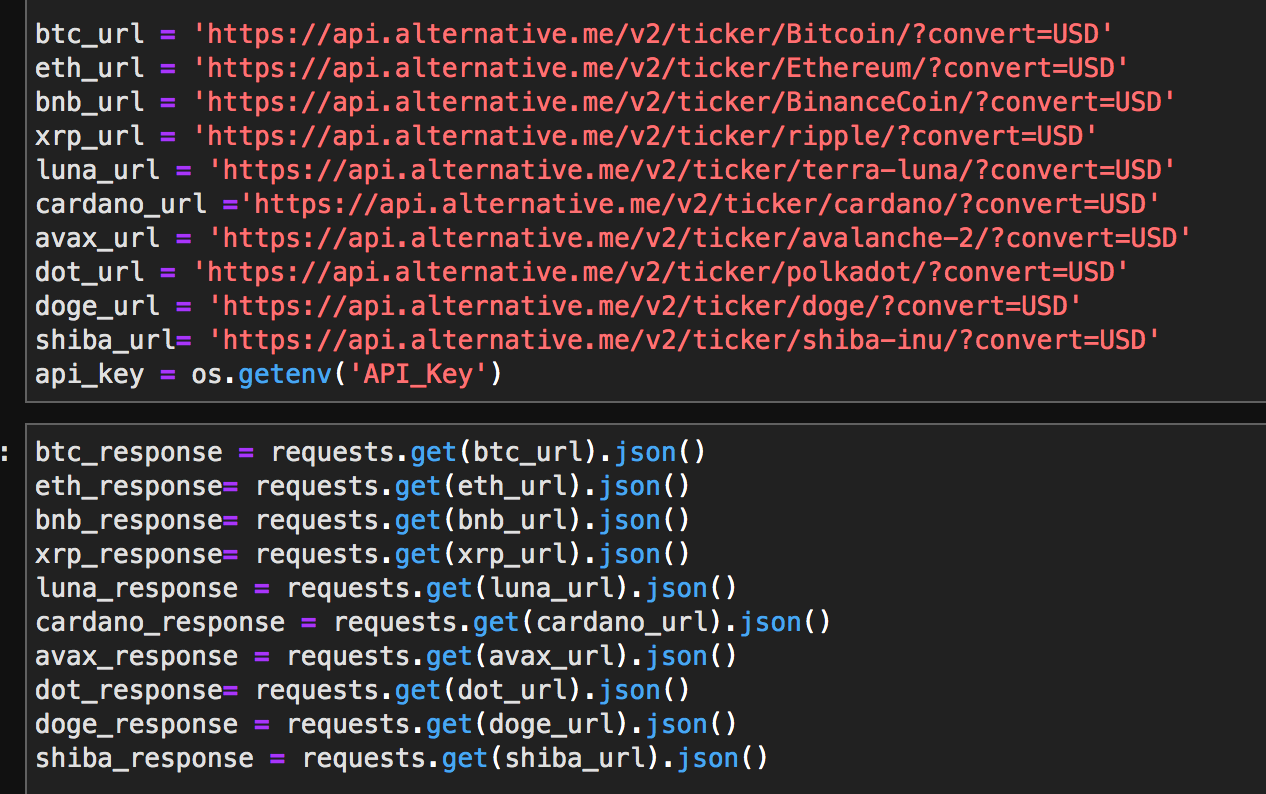 btc_url = 'https://api.alternative.me/v2/ticker/Bitcoin/?convert=USD'
eth_url = 'https://api.alternative.me/v2/ticker/Ethereum/?convert=USD'
bnb_url = 'https://api.alternative.me/v2/ticker/BinanceCoin/?convert=USD'
xrp_url = 'https://api.alternative.me/v2/ticker/ripple/?convert=USD'
luna_url = 'https://api.alternative.me/v2/ticker/terra-luna/?convert=USD'
cardano_url ='https://api.alternative.me/v2/ticker/cardano/?convert=USD'
avax_url = 'https://api.alternative.me/v2/ticker/avalanche-2/?convert=USD'
dot_url = 'https://api.alternative.me/v2/ticker/polkadot/?convert=USD'
doge_url = 'https://api.alternative.me/v2/ticker/doge/?convert=USD'
shiba_url= 'https://api.alternative.me/v2/ticker/shiba-inu/?convert=USD'
api_key = os.getenv('API_Key')
: btc_response = requests.get(btc_url).json()
eth_response= requests.get(eth_url).json()
bnb_response= requests.get(bnb_url).json()
xrp_response= requests.get(xrp_url).json()
luna_response = requests.get(luna_url).json()
cardano_response = requests.get(cardano_url).json()
avax_response = requests.get(avax_url).json()
dot_response= requests.get(dot_url).json()
doge_response = requests.get(doge_url).json()
shiba_response = requests.get(shiba_url).json()